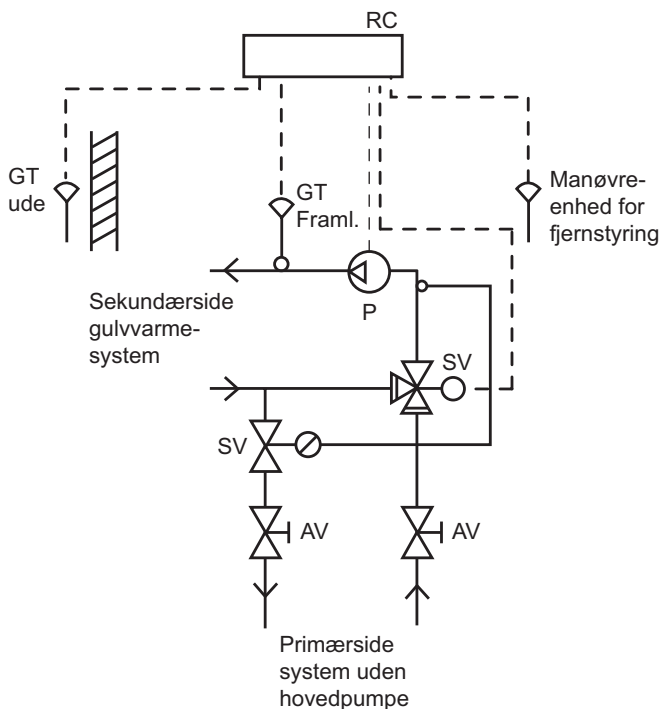 RC
GT
ude
GT
Framl.
Manøvre-
enhed for
fjernstyring
P
Sekundærside
gulvvarme-
system
SV
SV
AV
AV
Primærside
system uden
hovedpumpe